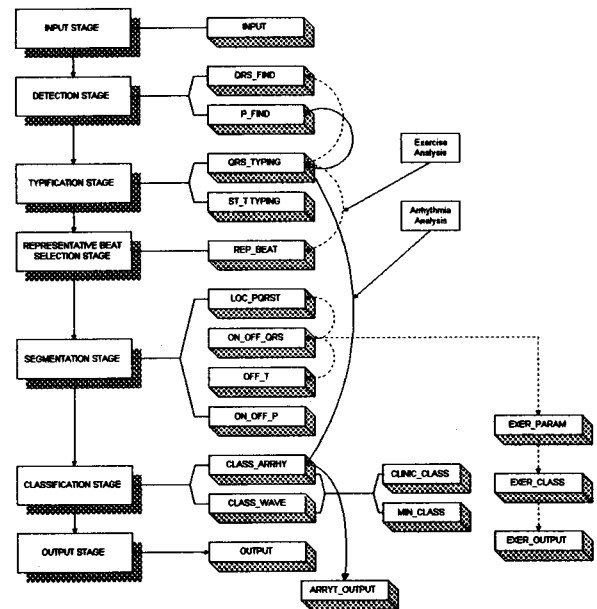 INPUT STAGE
INPUT
DETECTION STAGE
QRS_FIND
P_FIND
TYPIFICATION STAGE
QRS_TYPING
ST_T TYPING
Exercise
Analysis
Arrhythmia
Analysis
REPRESENTATIVE BEAT
SELECTION STAGE
REP_BEAT
SEGMENTATION STAGE
LOC_PQRST
ON_OFF_QRS
OFF_T
ON_OFF_P
EXER_PARAM
CLASSIFICATION STAGE
CLASS_ARRHY
CLASS_WAVE
CLINIC_CLASS
MIN_CLASS
EXER_CLASS
EXER_OUTPUT
OUTPUT STAGE
OUTPUT
ARRYT_OUTPUT